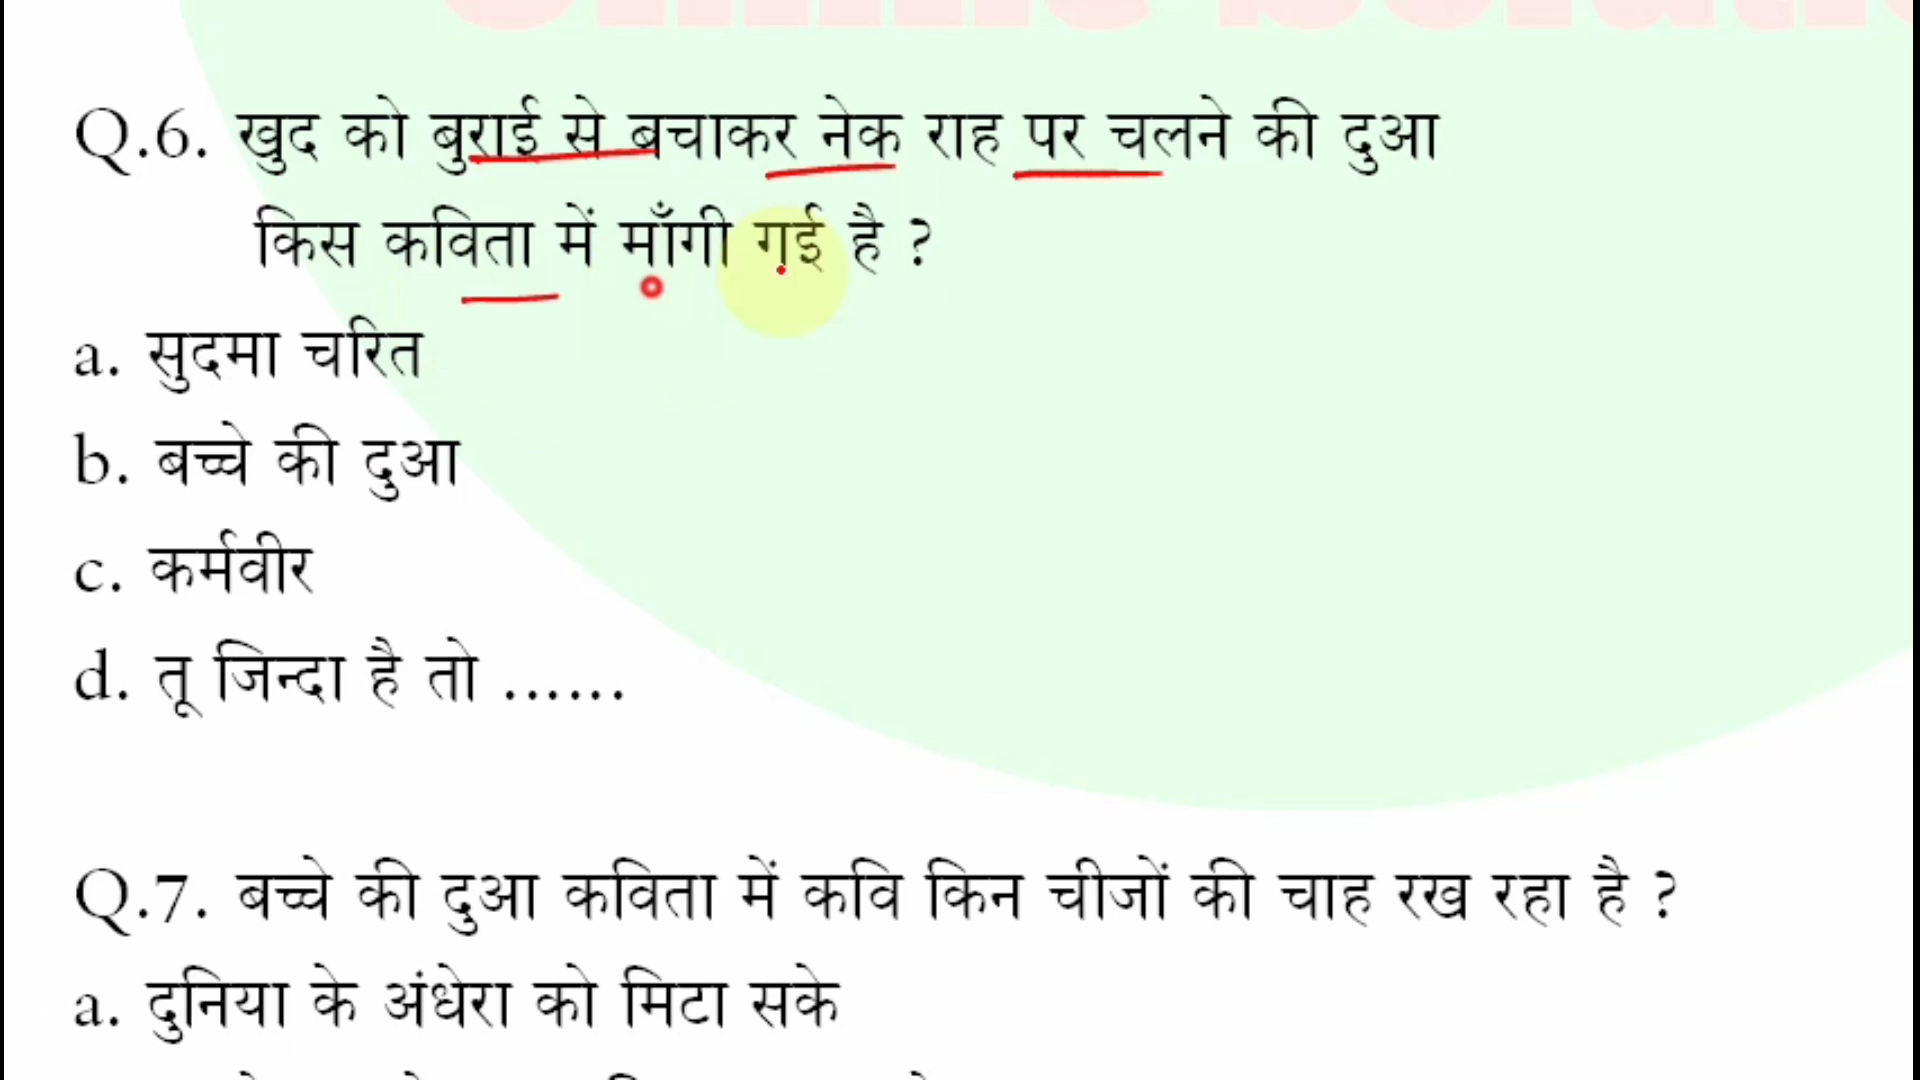 Q.6. खुद को बुराई से बचाकर नेक राह पर चलने की दुआ
किस कविता में माँगी गई है ?
a. सुदमा चरित
b. बच्चे की दुआ
c. कर्मवीर
d. तू जिन्दा है तो ......
Q.7. बच्चे की दुआ कविता में कवि किन चीजों की चाह रख रहा है ?
a. दुनिया के अंधेरा को मिटा सके